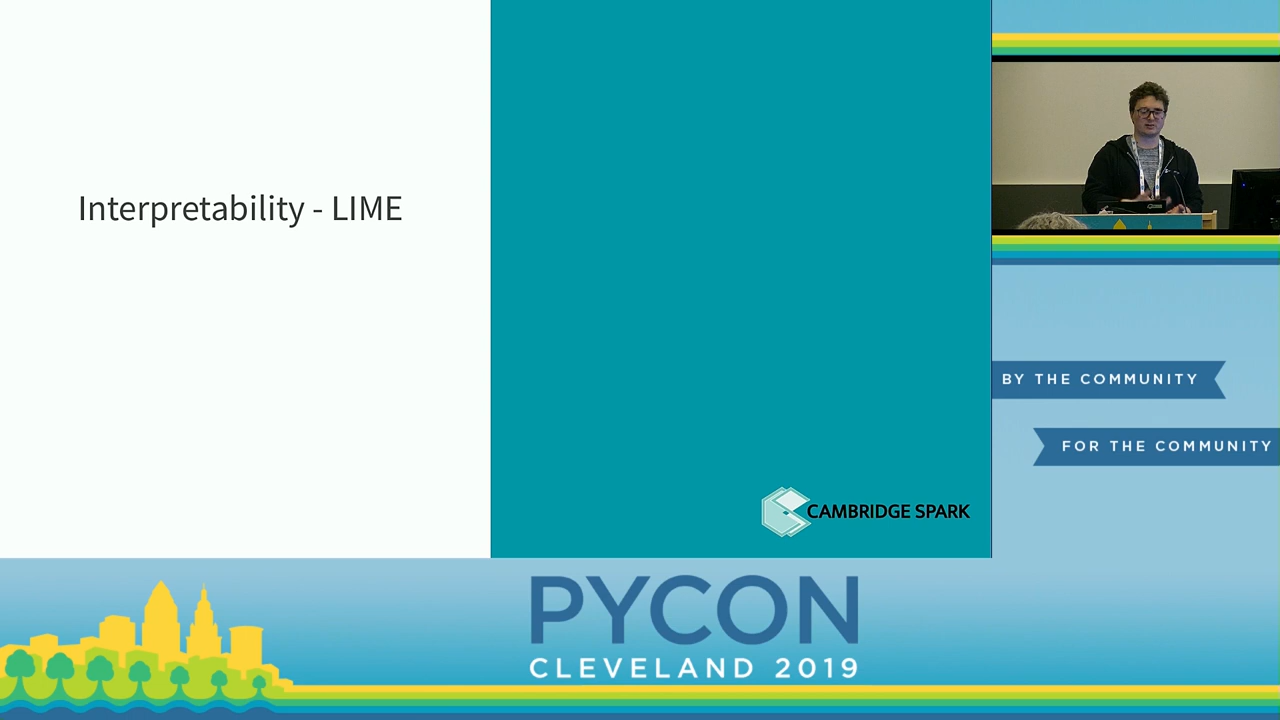 Interpretability - LIME
CAMBRIDGE SPARK
BY THE COMMUNITY
FOR THE COMMUNITY
PYCON
CLEVELAND 2019